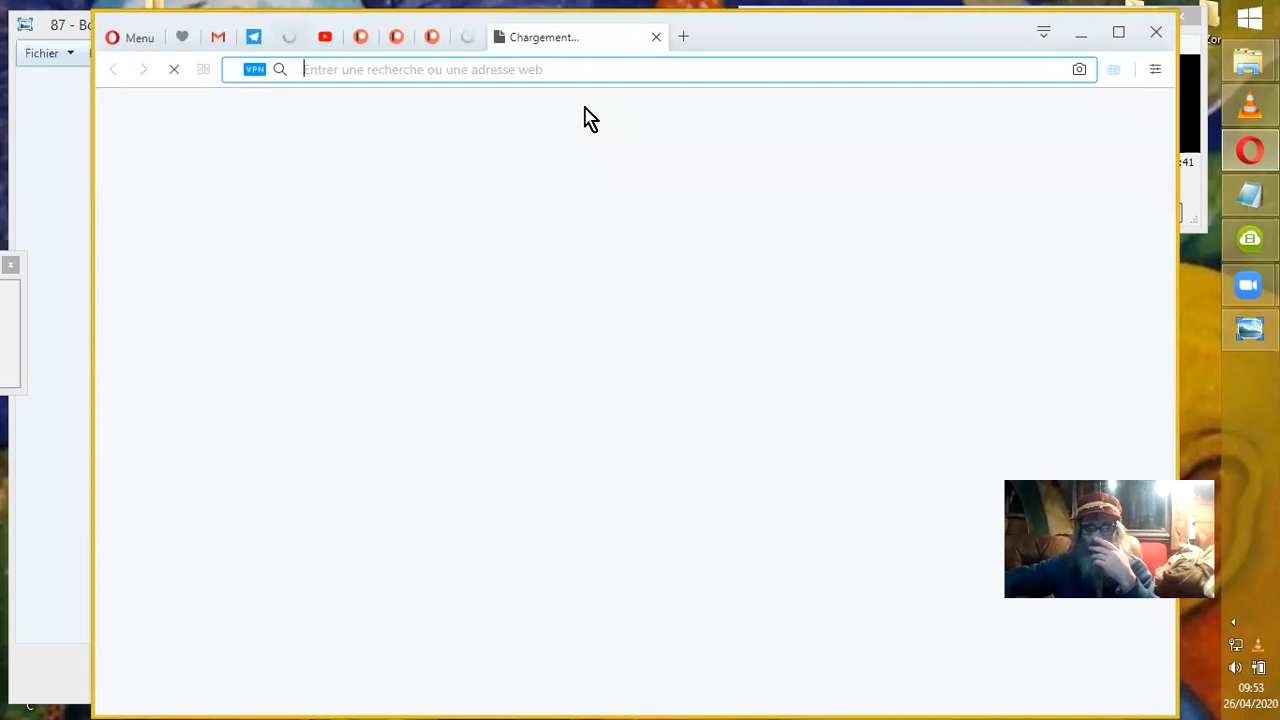 87 - Bo
Fichier
Menu
Chargement...
VPN
Entrer une recherche ou une adresse web
:41
09:53
26/04/2020